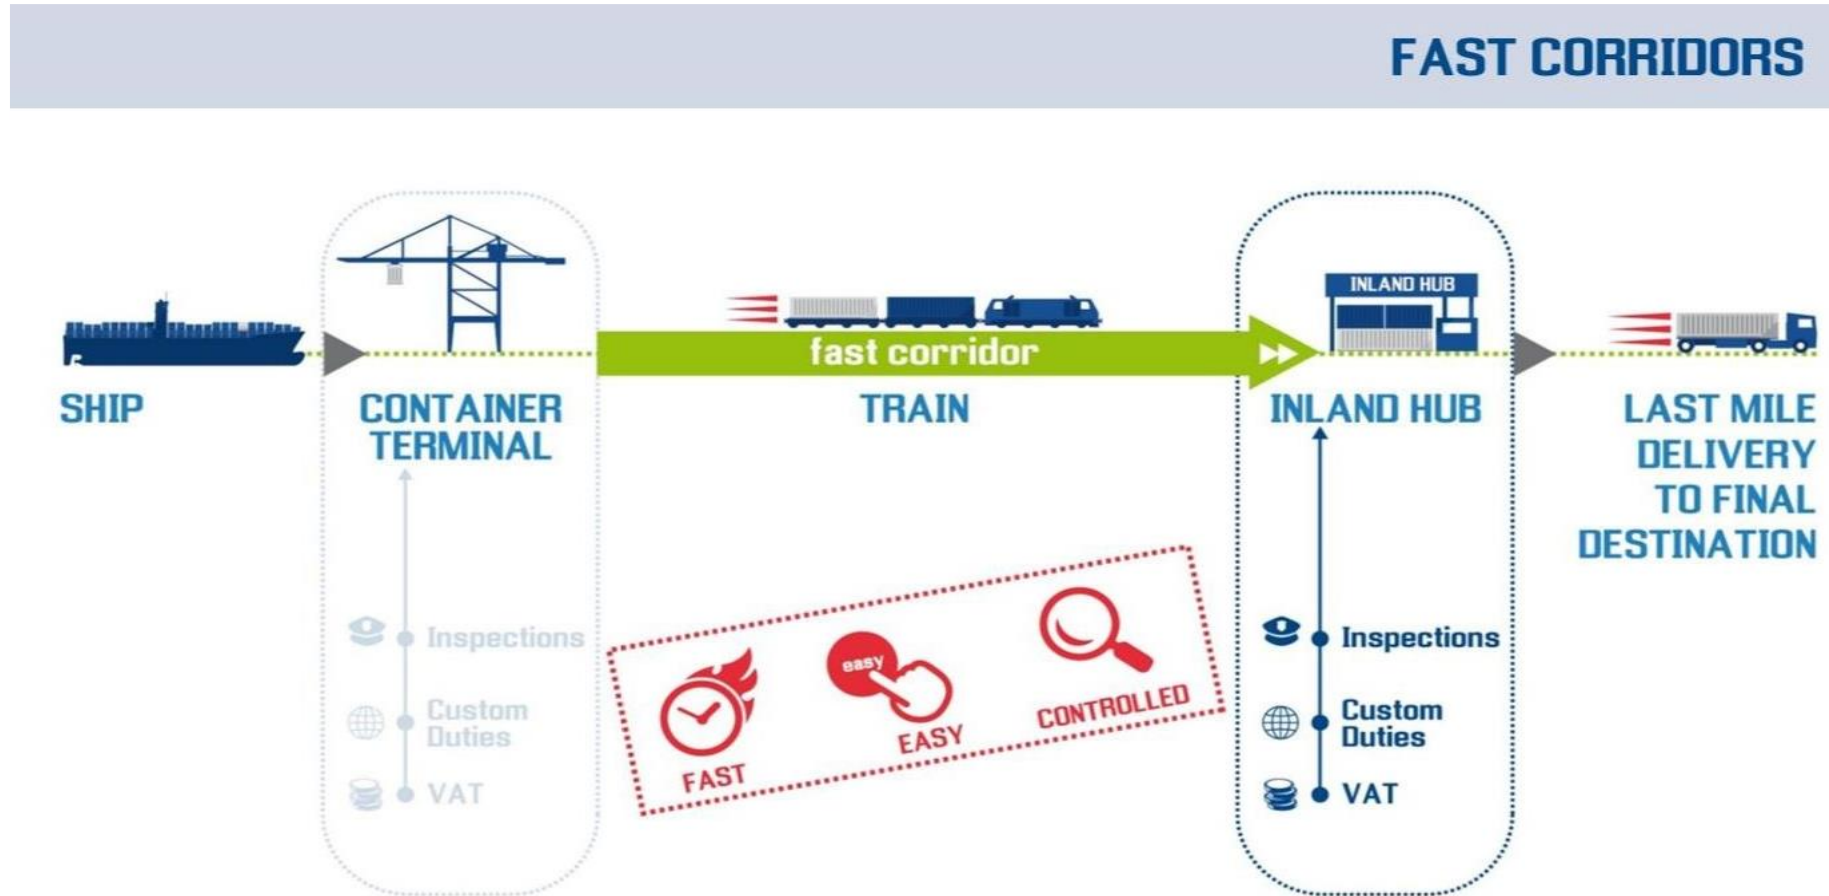 FAST CORRIDORS
INLAND HUB
fast corridor
SHIP
CONTAINER
TERMINAL
TRAIN
INLAND HUB
LAST MILE
DELIVERY
TO FINAL
DESTINATION
Inspections
Custom
Duties
VAT
easy
FAST
EASY
CONTROLLED
Inspections
Custom
Duties
VAT